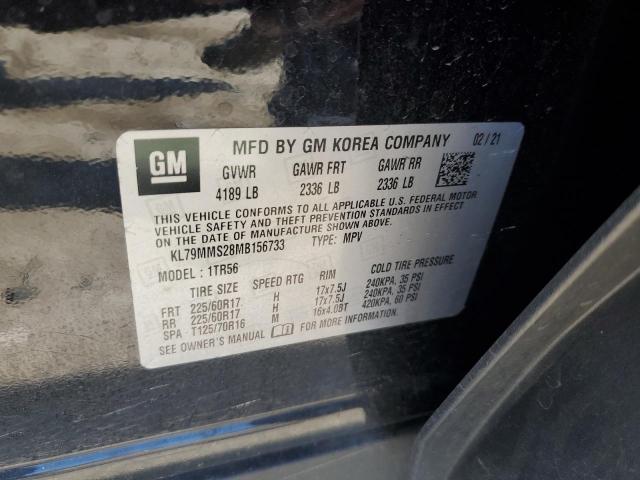 GM
MFD BY GM KOREA COMPANY 02/21
GVWR GAWR FRT GAWR RR
4189 LB 2336 LB 2336 LB
THIS VEHICLE CONFORMS TO ALL APPLICABLE U.S. FEDERAL MOTOR
VEHICLE SAFETY AND THEFT PREVENTION STANDARDS IN EFFECT
ON THE DATE OF MANUFACTURE SHOWN ABOVE.
KL79MMS28MB156733 TYPE: MPV
MODEL: 1TR56
TIRE SIZE SPEED RTG RIM COLD TIRE PRESSURE
FRT 225/60R17 H 17x7.5J 240KPA, 35 PSI
RR 225/60R17 H 17x7.5J 240KPA, 35 PSI
SPA T125/70R16 M 16x4.0BT 420KPA, 60 PSI
SEE OWNER'S MANUAL FOR MORE INFORMATION.